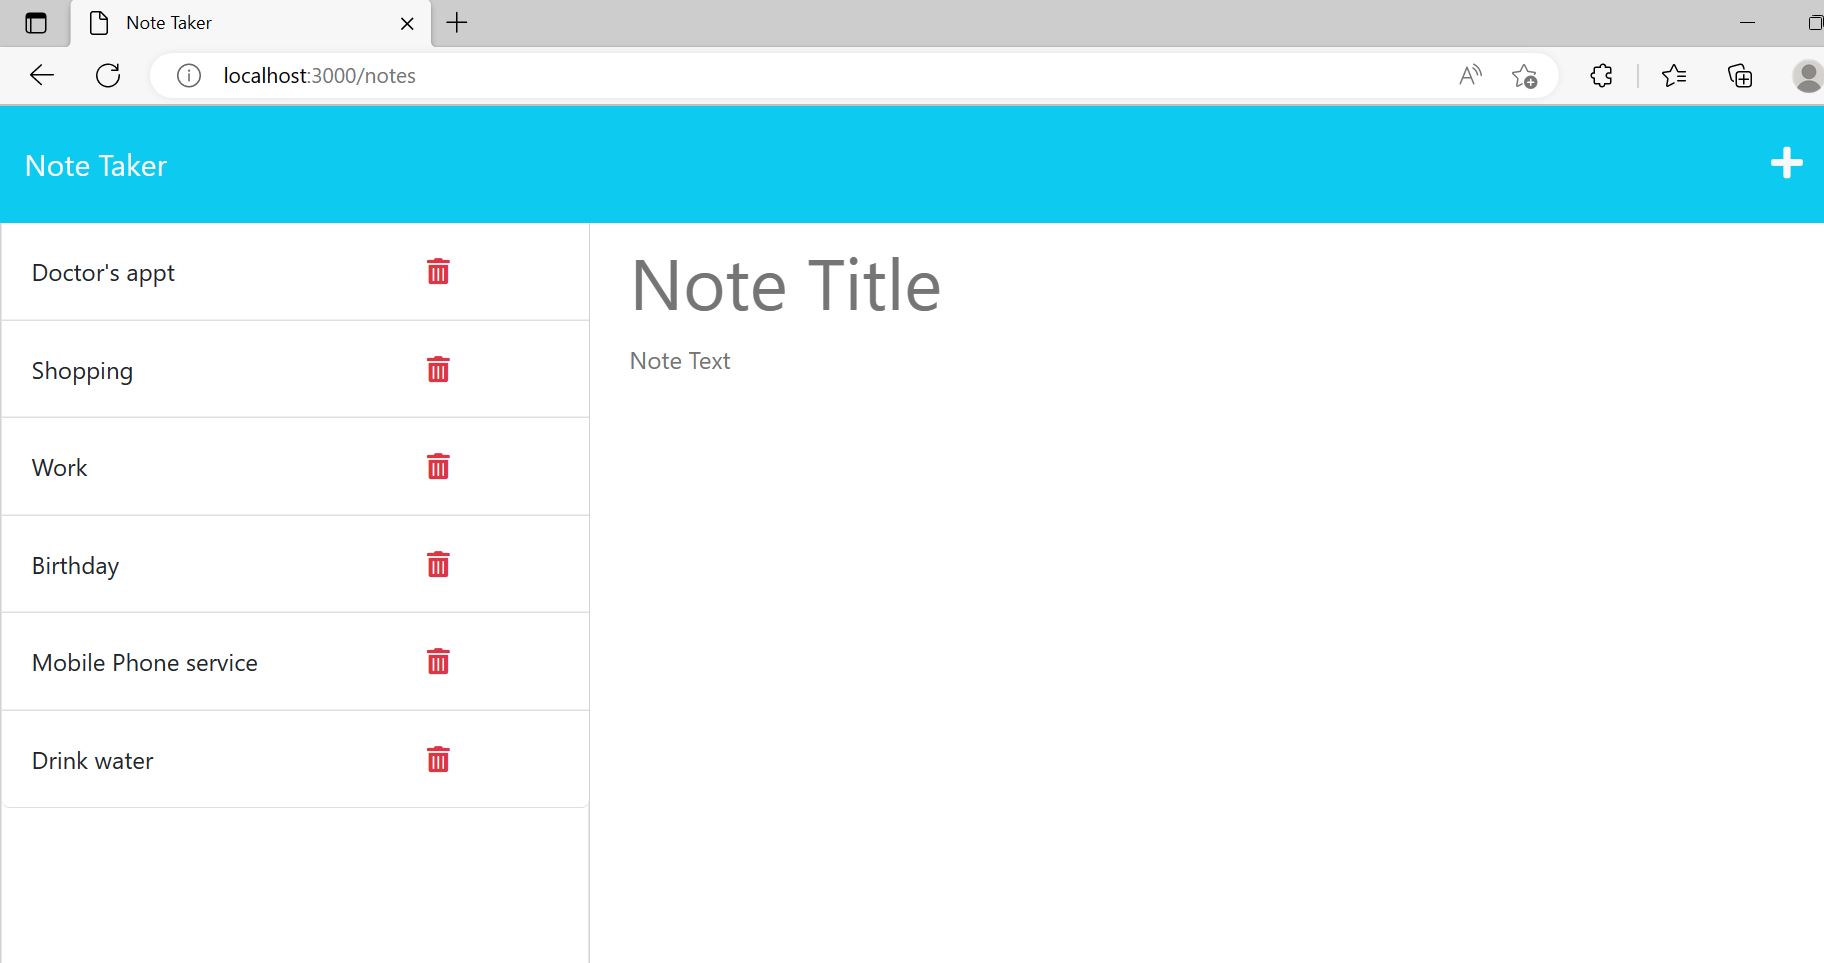 Note Taker
localhost:3000/notes
Note Taker
Doctor's appt
Shopping
Work
Birthday
Mobile Phone service
Drink water
Note Title
Note Text